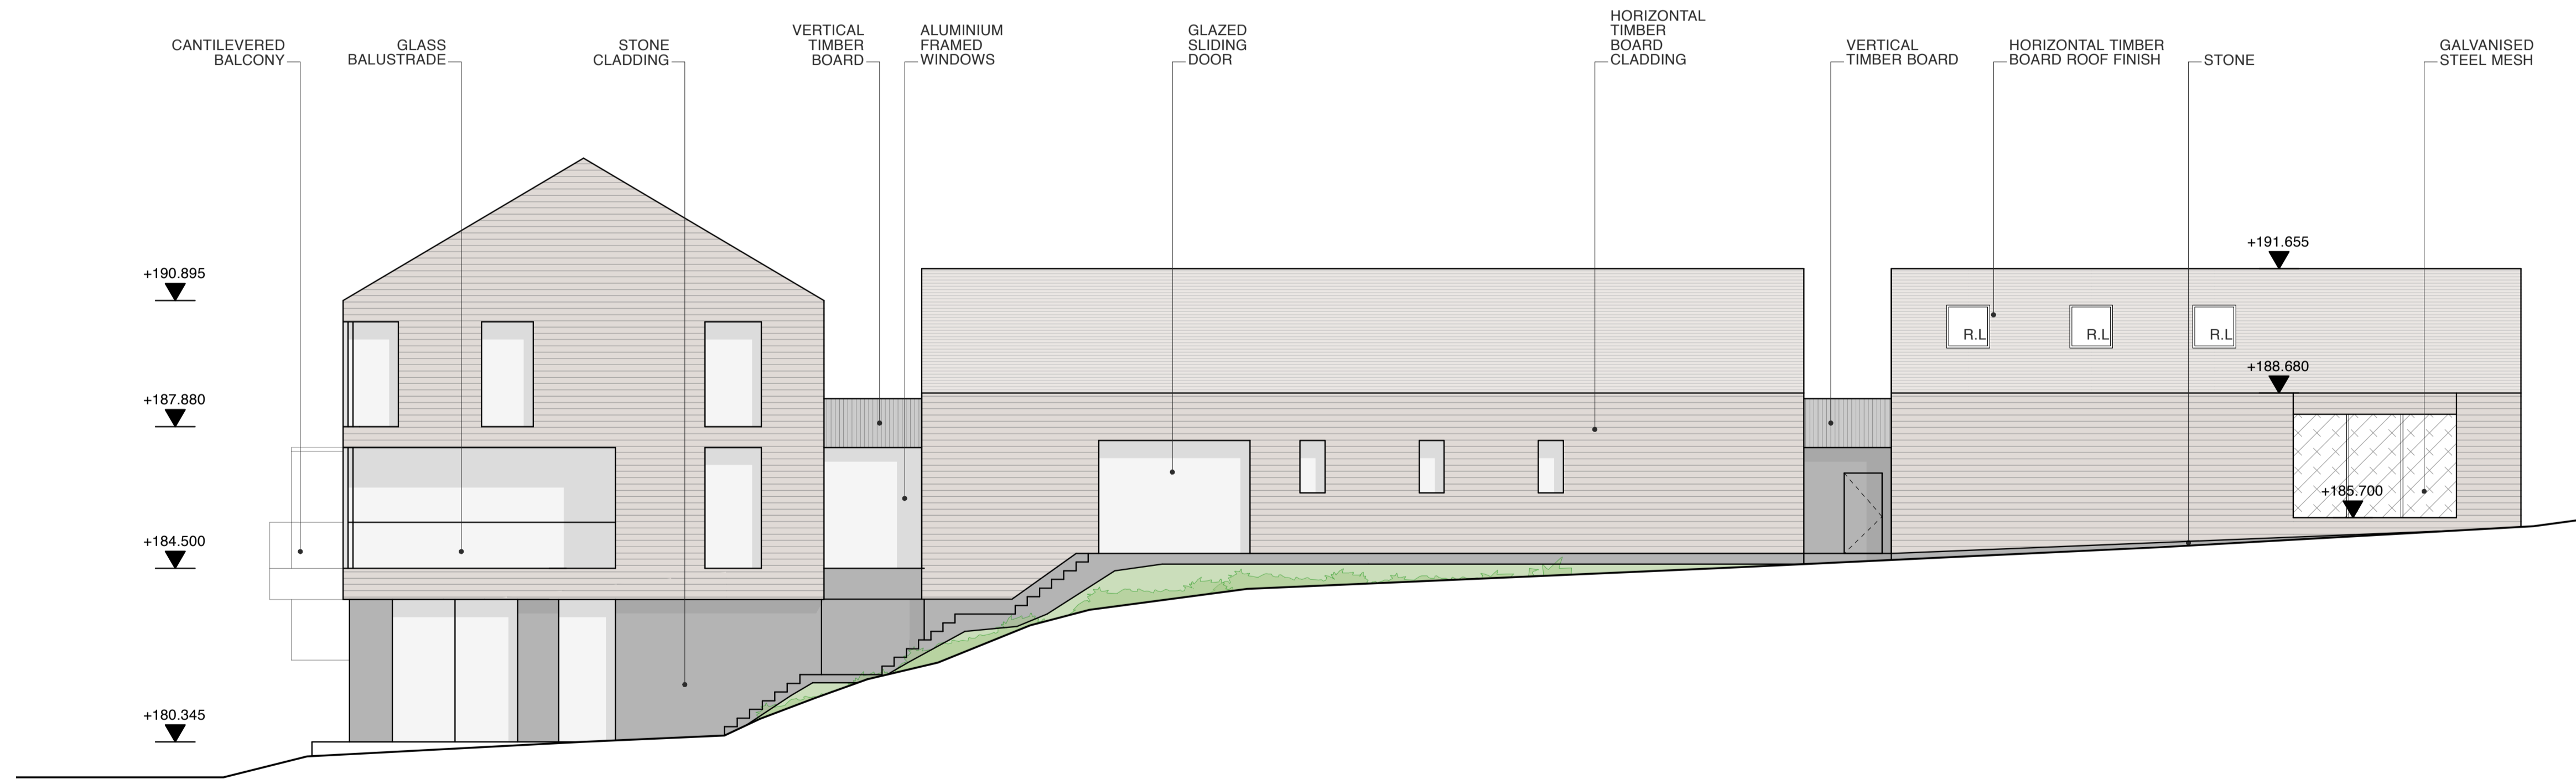 CANTILEVERED
BALCONY
GLASS
BALUSTRADE
STONE
CLADDING
VERTICAL
TIMBER
BOARD
ALUMINIUM
FRAMED
WINDOWS
GLAZED
SLIDING
DOOR
HORIZONTAL
TIMBER
BOARD
CLADDING
VERTICAL
TIMBER BOARD
HORIZONTAL TIMBER
BOARD ROOF FINISH
STONE
GALVANISED
STEEL MESH
+190.895
+187.880
+184.500
+180.345
+191.655
R.L
R.L
R.L
+188.680
+185.700